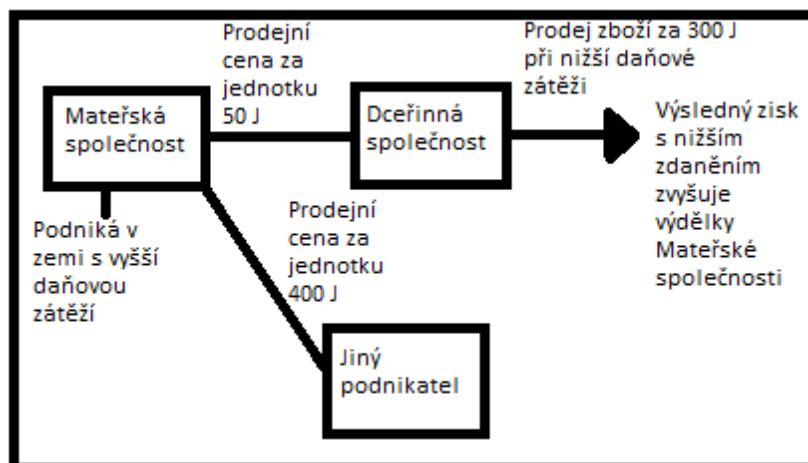 Prodejní
cena za
jednotku
50 J
Prodej zboží za 300 J
při nižší daňové
zátěži
Mateřská
společnost
Dceřinná
společnost
Výsledný zisk
s nižším
zdaněním
zvyšuje
výdělky
Mateřské
společnosti
Podniká v
zemi s vyšší
daňovou
zátěží
Prodejní
cena za
jednotku
400 J
Jiný
podnikatel